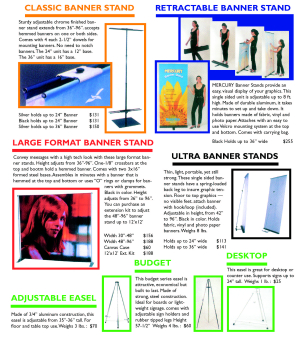 CLASSIC BANNER STAND
Sturdy adjustable chrome finished ban-
ner stand extends from 36"-96". accepts
hemmed banners on one or both sides.
Comes with 4 each 2-1/2" dowels for
mounting banners. No need to notch
banners. The 24" unit has a 12" base.
The 36" unit has a 16" base.
Silver holds up to 24" Banner $131
Silver holds up to 30" Banner $131
Silver holds up to 36" Banner $150
RETRACTABLE BANNER STAND
MERCURY Banner Stands provide an
easy, visual display of your graphics. This
single sided unit is adjustable up to 8 ft.
high. Made of durable aluminum, it takes
minutes to set up and take down. It
holds banners made of fabric, vinyl and
photo paper. Attaches with an easy to
use Velcro mounting system at the top
and bottom. Comes with carrying bag.
Black Holds up to 36" wide $255
LARGE FORMAT BANNER STAND
Convey messages with a high tech look with these large format ban-
ner stands. Height adjusts from 36"-96". One-1/8" crossbars at the
top and bottom hold a hemmed banner. Comes with two 3x16"
formed steel bases. Assembles in minutes with a banner that is
hemmed at the top and bottom or uses "O" rings or clamps for ban-
ners with grommets.
Black in color. Height
adjusts from 36" to 96".
You can purchase an
extension kit to adjust
the 48"-96" banner
stand up to 12'x12'
Width 30"-48" $156
Width 48"-96" $188
Canvas Case $60
12'x12' Ext. Kit $188
ULTRA BANNER STANDS
Thin, light, portable, yet still
strong. These single sided ban-
ner stands have a spring-loaded
back leg to insure graphic ten-
sion. Floor to top graphics —
no visible feet. attach banner
with hook/loop (included).
Adjustable in height, from 42"
to 96". Black in color. Holds
fabric, vinyl and photo paper
banners. Weighs 8 lbs.
Holds up to 24" wide $113
Holds up to 36" wide $141
ADJUSTABLE EASEL
Made of 3/4" aluminum construction, this
easel is adjustable from 35"-36" tall. For
floor and table top use. Weight 3 lbs.: $70
BUDGET
This budget series easel is
attractive, economical but
built to last. Made of
strong, steel construction.
Ideal for boards or light-
weight signage. comes with
adjustable sign holders and
rubber tipped legs Height
57-1/2" Weight 4 lbs.: $60
DESKTOP
This easel is great for desktop or
counter use. Supports signs up to
24" tall. Weight 1 lb.: $35